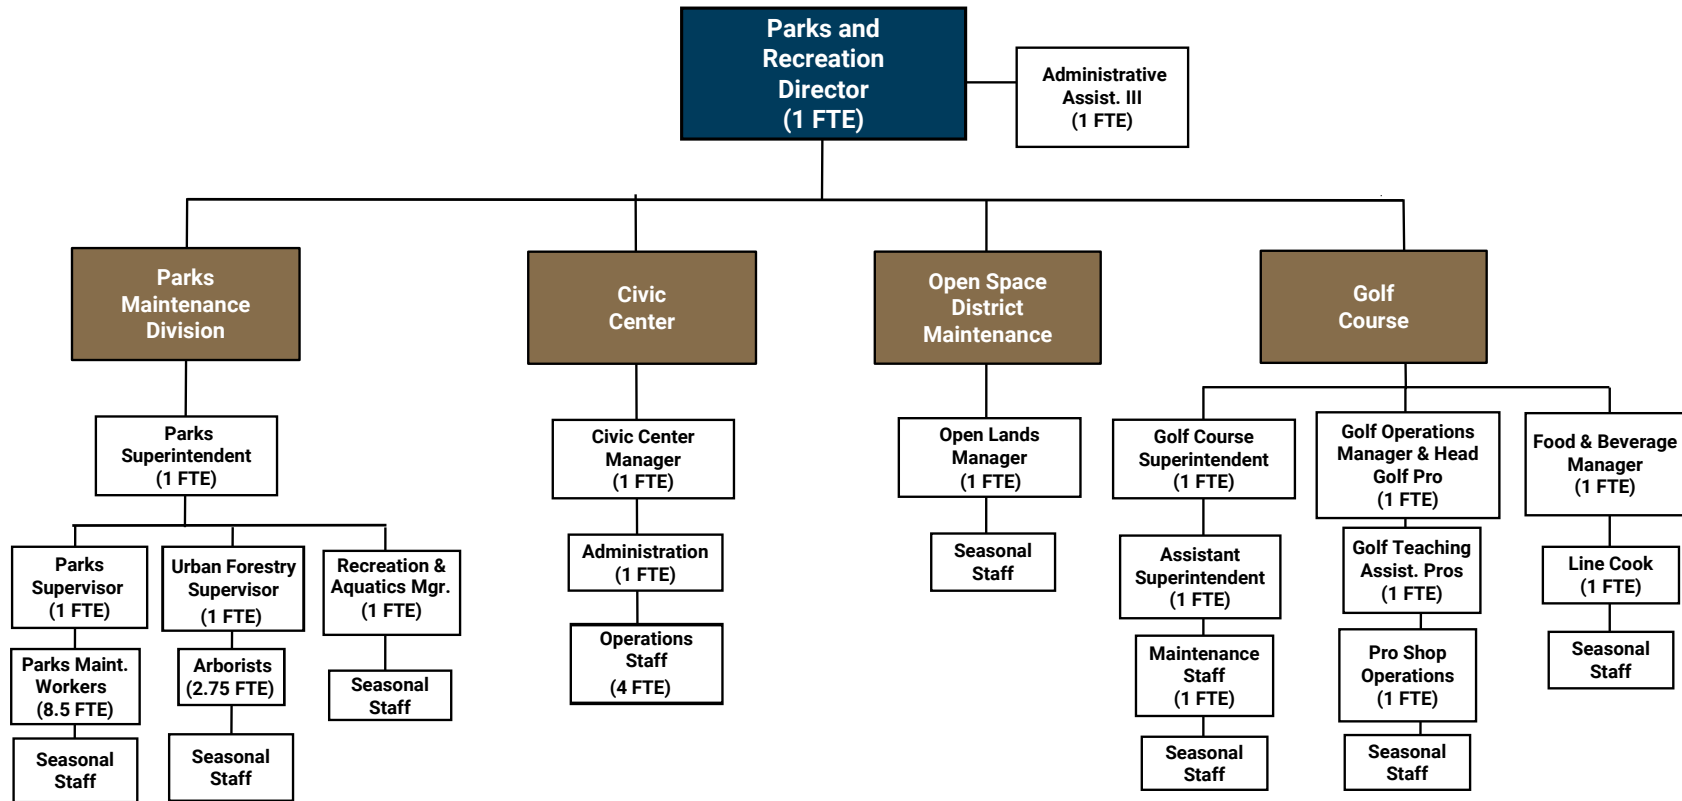 Parks and
Recreation
Director
(1 FTE)
Administrative
Assist. III
(1 FTE)
Parks
Maintenance
Division
Civic
Center
Open Space
District
Maintenance
Golf
Course
Parks
Superintendent
(1 FTE)
Civic Center
Manager
(1 FTE)
Open Lands
Manager
(1 FTE)
Golf Course
Superintendent
(1 FTE)
Golf Operations
Manager & Head
Golf Pro
(1 FTE)
Food & Beverage
Manager
(1 FTE)
Parks
Supervisor
(1 FTE)
Urban Forestry
Supervisor
(1 FTE)
Recreation &
Aquatics Mgr.
(1 FTE)
Administration
(1 FTE)
Seasonal
Staff
Assistant
Superintendent
(1 FTE)
Golf Teaching
Assist. Pros
(1 FTE)
Line Cook
(1 FTE)
Parks Maint.
Workers
(8.5 FTE)
Arborists
(2.75 FTE)
Seasonal
Staff
Operations
Staff
(4 FTE)
Maintenance
Staff
(1 FTE)
Pro Shop
Operations
(1 FTE)
Seasonal
Staff
Seasonal
Staff
Seasonal
Staff
Seasonal
Staff
Seasonal
Staff